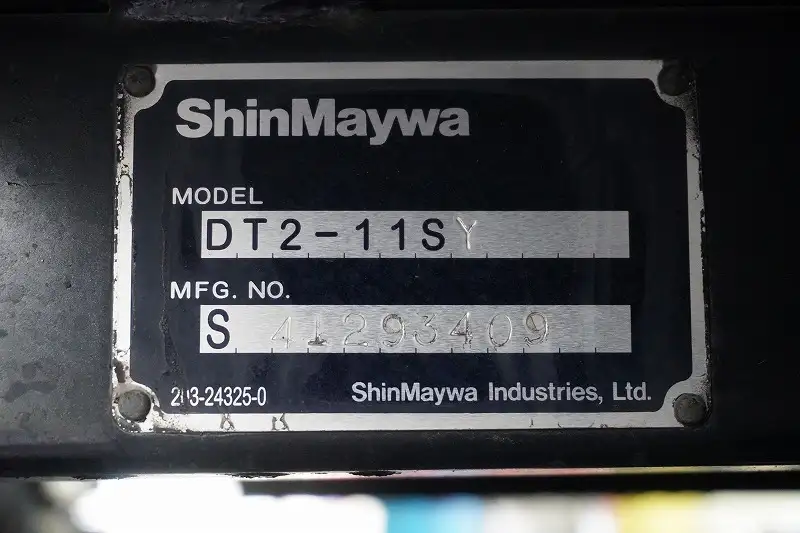 ShinMaywa
MODEL
DT2-11SY
MFG. NO.
S 41293409
203-24325-0
ShinMaywa Industries, Ltd.